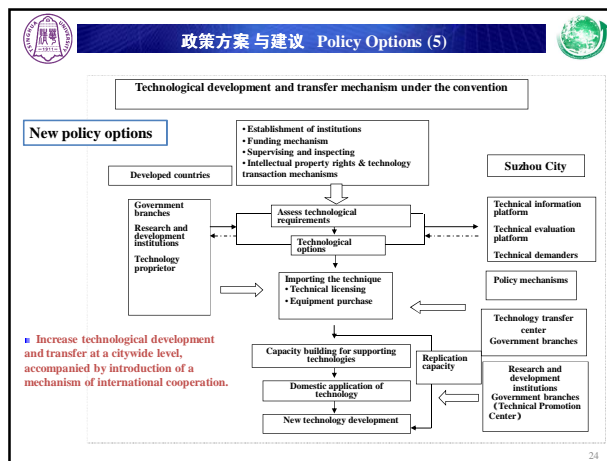 政策方案与建议 Policy Options (5)
Technological development and transfer mechanism under the convention
New policy options
• Establishment of institutions
• Funding mechanism
• Supervising and inspecting
• Intellectual property rights & technology
transaction mechanisms
Developed countries
Suzhou City
Government
branches
Research and
development
institutions
Technology
proprietor
Assess technological
requirements
Technological
options
Technical information
platform
Technical evaluation
platform
Technical demanders
Importing the technique
• Technical licensing
• Equipment purchase
Policy mechanisms
Technology transfer
center
Government branches
Increase technological development
and transfer at a citywide level,
accompanied by introduction of a
mechanism of international cooperation.
Capacity building for supporting
technologies
Replication
capacity
Domestic application of
technology
New technology development
Research and
development
institutions
Government branches
(Technical Promotion
Center)
24